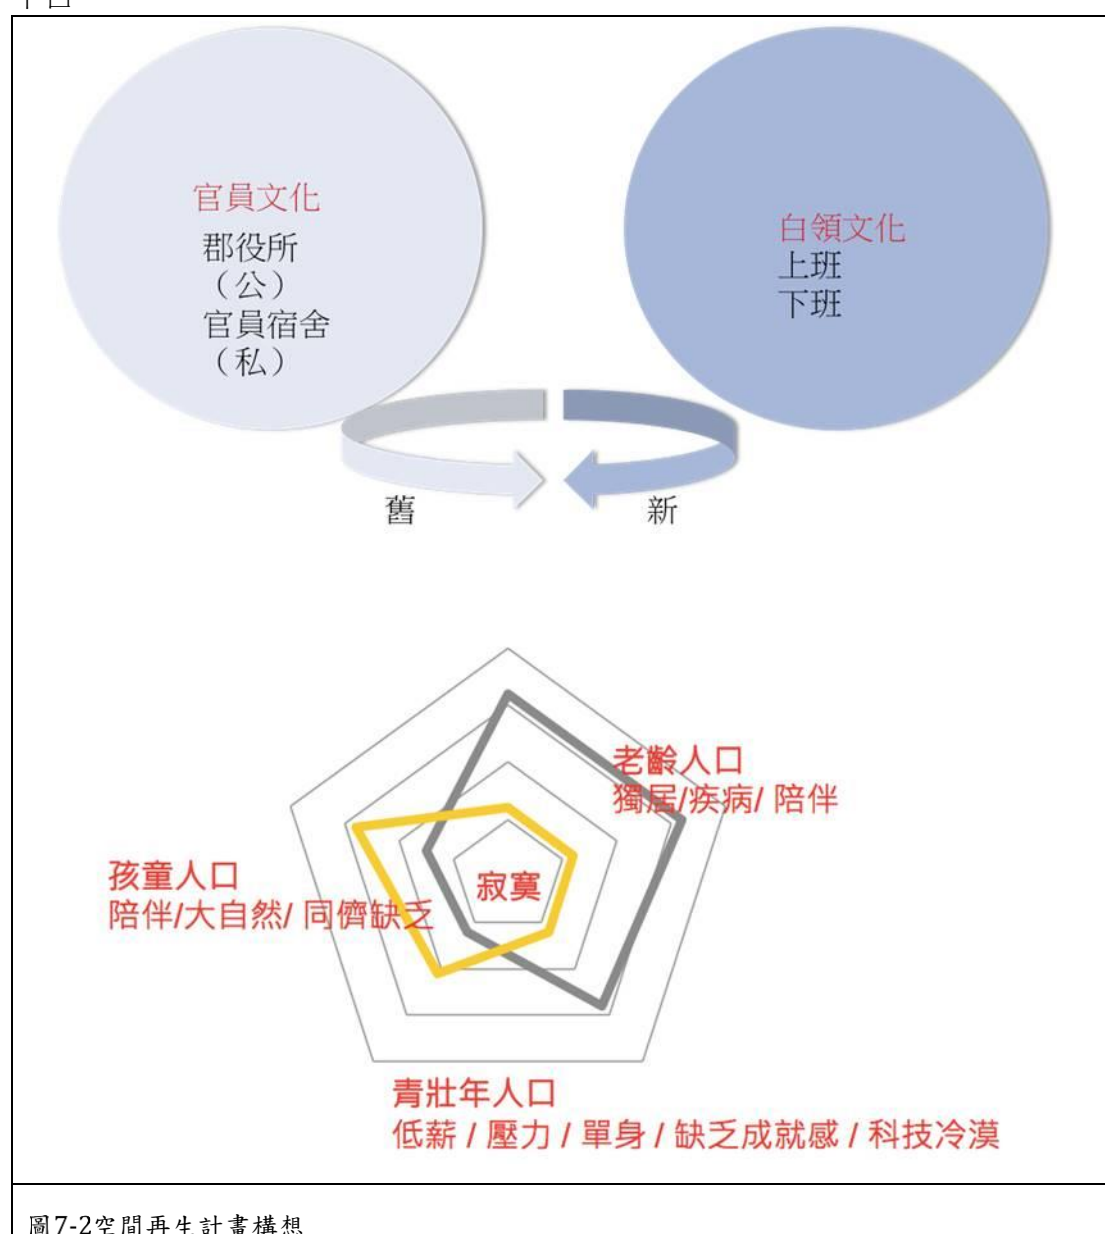 官員文化
郡役所
（公）
官員宿舍
（私）
白領文化
上班
下班
舊
新
老齡人口
獨居/疾病/ 陪伴
孩童人口
陪伴/大自然/ 同儕缺乏
寂寞
青壯年人口
低薪 / 壓力 / 單身 / 缺乏成就感 / 科技冷漠
圖7-2空間再生計畫構想